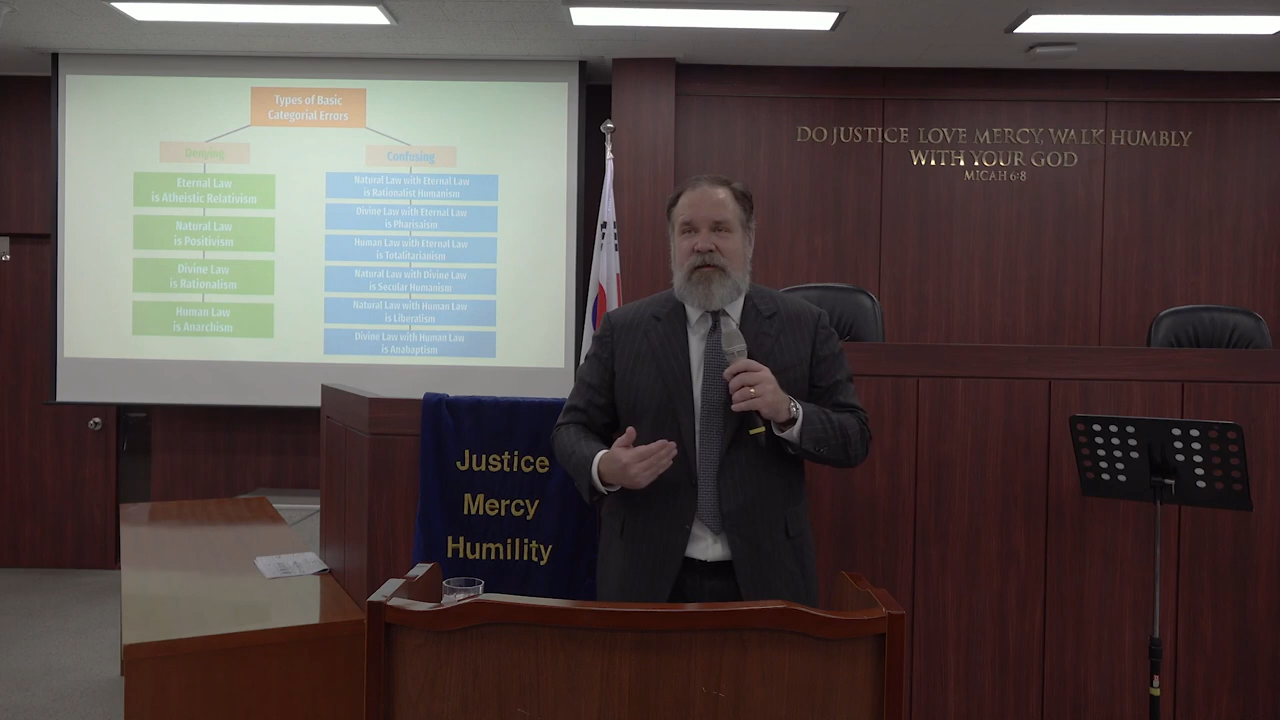 Types of Basic
Categorial Errors
Denying
Eternal Law
is Atheistic Relativism
Natural Law
is Positivism
Divine Law
is Rationalism
Human Law
is Anarchism
Confusing
Natural Law with Eternal Law
is Rationalist Humanism
Divine Law with Eternal Law
is Pharisaism
Human Law with Eternal Law
is Totalitarianism
Natural Law with Divine Law
is Secular Humanism
Natural Law with Human Law
is Liberalism
Divine Law with Human Law
is Anabaptism
DO JUSTICE LOVE MERCY, WALK HUMBLY
WITH YOUR GOD
MICAH 6:8
Justice
Mercy
Humility